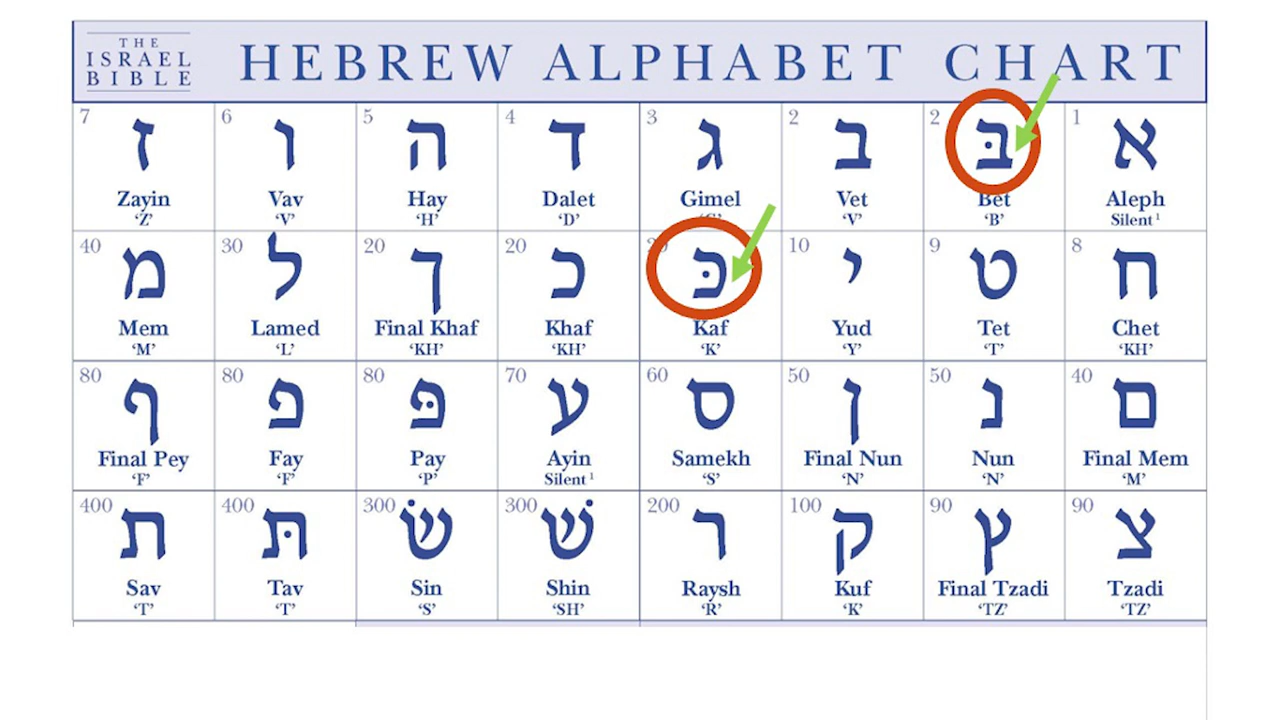 THE
ISRAEL
BIBLE
HEBREW ALPHABET CHART
1
א
Aleph
Silent¹
2
בּ
Bet
‘B’
2
ב
Vet
‘V’
3
ג
Gimel
‘G’
4
ד
Dalet
‘D’
5
ה
Hay
‘H’
6
ו
Vav
‘V’
7
ז
Zayin
‘Z’
8
ח
Chet
‘KH’
9
ט
Tet
‘T’
10
י
Yud
‘Y’
20
כּ
Kaf
‘K’
20
כ
Khaf
‘KH’
20
ך
Final Khaf
‘KH’
30
ל
Lamed
‘L’
40
מ
Mem
‘M’
40
ם
Final Mem
‘M’
50
נ
Nun
‘N’
50
ן
Final Nun
‘N’
60
ס
Samekh
‘S’
70
ע
Ayin
Silent¹
80
פּ
Pay
‘P’
80
פ
Fay
‘F’
80
ף
Final Pey
‘F’
90
צ
Tzadi
‘TZ’
90
ץ
Final Tzadi
‘TZ’
100
ק
Kuf
‘K’
200
ר
Raysh
‘R’
300
שׁ
Shin
‘SH’
300
שׂ
Sin
‘S’
400
תּ
Tav
‘T’
400
ת
Sav
‘T’